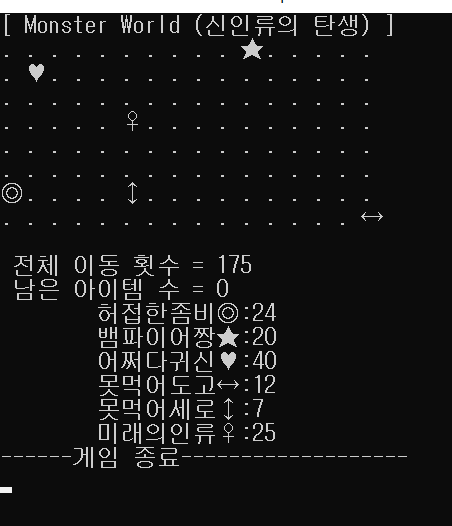 [ Monster World (신인류의 탄생) ]
. . . . . . . . . . ★ . . . . .
. ♥ . . . . . . . . . . . . . .
. . . . . . . . . . . . . . . .
. . . . . ♀ . . . . . . . . . .
. . . . . . . . . . . . . . . .
◎ . . . . ↕ . . . . . . . . . .
. . . . . . . . . . . . . . . ↔
전체 이동 횟수 = 175
남은 아이템 수 = 0
허접한좀비◎:24
뱀파이어짱★:20
어쩌다귀신♥:40
못먹어도고↔:12
못먹어세로↕:7
미래의인류♀:25
------게임 종료-------------------